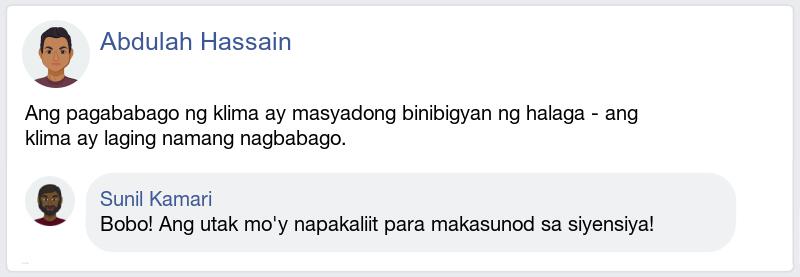 Abdulah Hassain
Ang pagababago ng klima ay masyadong binibigyan ng halaga - ang
klima ay laging namang nagbabago.
Sunil Kamari
Bobo! Ang utak mo'y napakaliit para makasunod sa siyensiya!